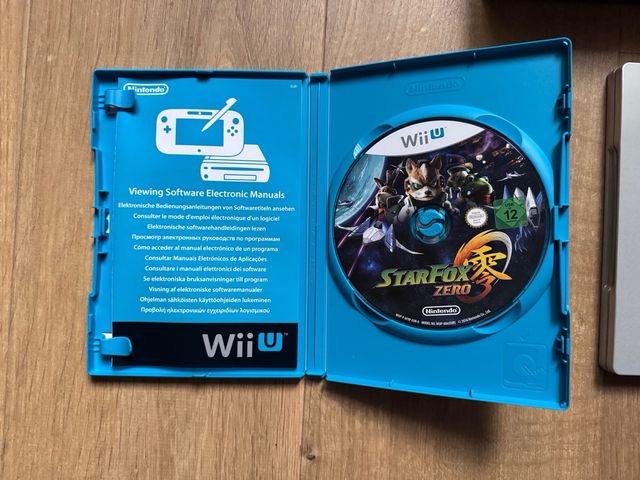 Nintendo
Viewing Software Electronic Manuals
Elektronische Bedienungsanleitungen von Softwaretiteln ansehen
Consulter le mode d'emploi électronique d'un logiciel
Elektronische softwarehandleidingen lezen
Просмотр электронных руководств по программам
Cómo acceder al manual electrónico de un programa
Consultar Manuais Eletrónicos de Aplicações
Consultare i manuali elettronici dei software
Se elektroniska bruksanvisningar till program
Visning af elektroniske softwaremanualer
Ohjelman sähköisten käyttöohjeiden lukeminen
Προβολή ηλεκτρονικών εγχειριδίων λογισμικού
Wii U™
Nintendo
Wii U
12
STARFOX
零
ZERO
Nintendo